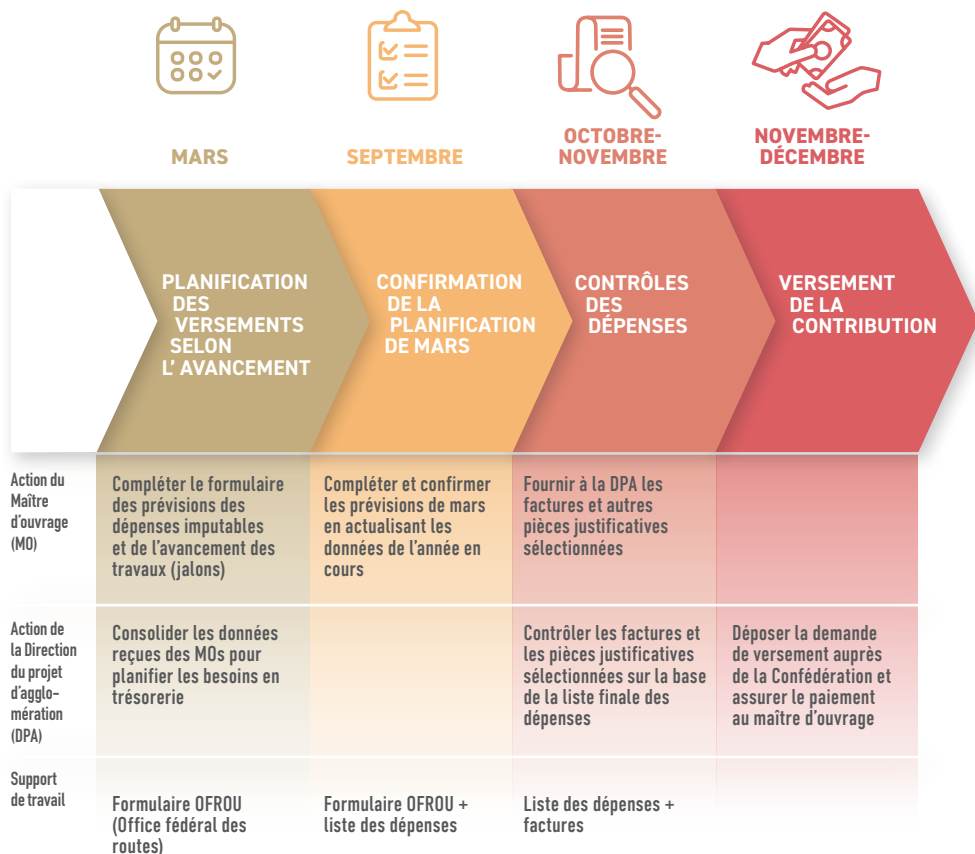 MARS
SEPTEMBRE
OCTOBRE-
NOVEMBRE
NOVEMBRE-
DÉCEMBRE
PLANIFICATION
DES
VERSEMENTS
SELON
L' AVANCEMENT
CONFIRMATION
DE LA
PLANIFICATION
DE MARS
CONTRÔLES
DES
DÉPENSES
VERSEMENT
DE LA
CONTRIBUTION
Action du
Maître
d'ouvrage
(MO)
Compléter le formulaire
des prévisions des
dépenses imputables
et de l'avancement des
travaux (jalons)
Compléter et confirmer
les prévisions de mars
en actualisant les
données de l'année en
cours
Fournir à la DPA les
factures et autres
pièces justificatives
sélectionnées
Action de
la Direction
du projet
d'agglo-
mération
(DPA)
Consolider les données
reçues des MOs pour
planifier les besoins en
trésorerie
Contrôler les factures et
les pièces justificatives
sélectionnées sur la base
de la liste finale des
dépenses
Déposer la demande
de versement auprès
de la Confédération et
assurer le paiement
au maître d'ouvrage
Support
de travail
Formulaire OFROU
(Office fédéral des
routes)
Formulaire OFROU +
liste des dépenses
Liste des dépenses +
factures